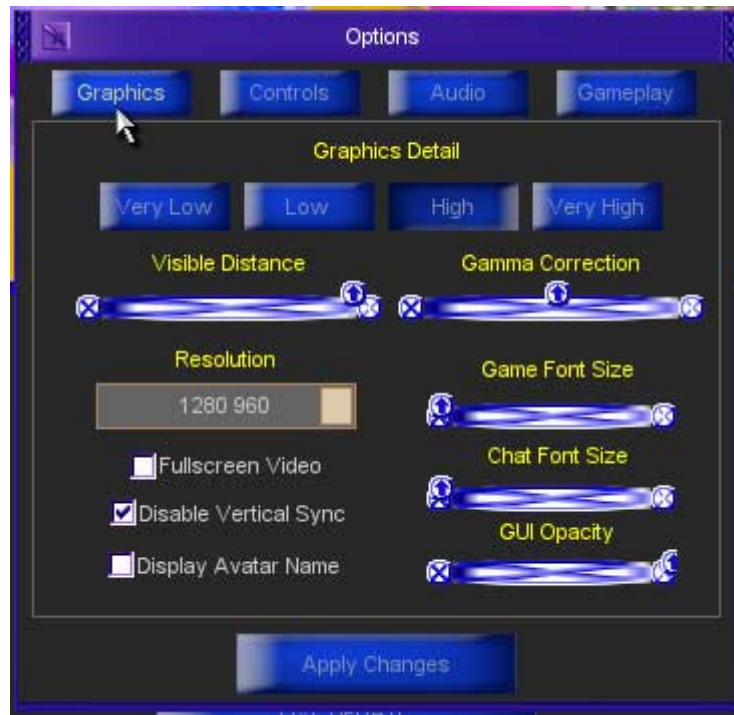 Options
Graphics Controls Audio Gameplay
Graphics Detail
Very Low Low High Very High
Visible Distance Gamma Correction
Resolution
Game Font Size
1280 960
Chat Font Size
Fullscreen Video
Disable Vertical Sync
GUI Opacity
Display Avatar Name
Apply Changes